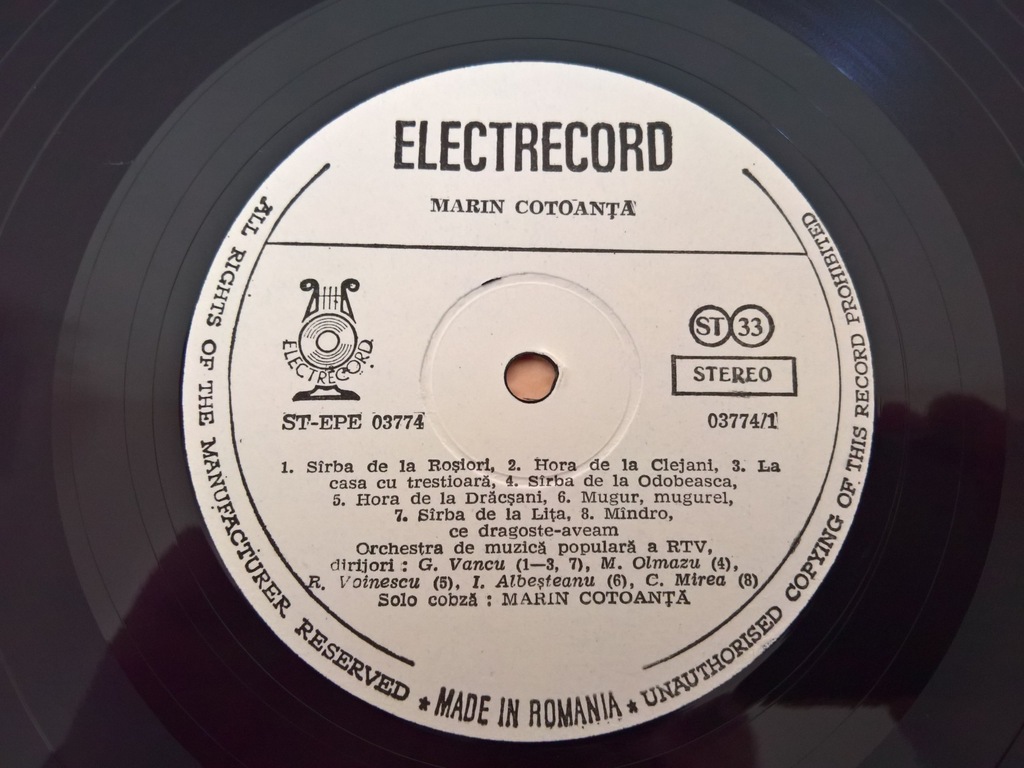 ELECTRECORD
MARIN COTOANȚA
ELECTRECORD
ST 33
STEREO
ST-EPE 03774
03774/1
1. Sîrba de la Roșiori, 2. Hora de la Clejani, 3. La
casa cu trestioară, 4. Sîrba de la Odobeasca,
5. Hora de la Drăcșani, 6. Mugur, mugurel,
7. Sîrba de la Lița, 8. Mîndro,
ce dragoste-aveam
Orchestra de muzică populară a RTV,
dirijori : G. Vancu (1—3, 7), M. Olmazu (4),
R. Voinescu (5), I. Albeșteanu (6), C. Mirea (8)
Solo cobză : MARIN COTOANȚA
ALL RIGHTS OF THE MANUFACTURER RESERVED ★ MADE IN ROMANIA ★ UNAUTHORISED COPYING OF THIS RECORD PROHIBITED